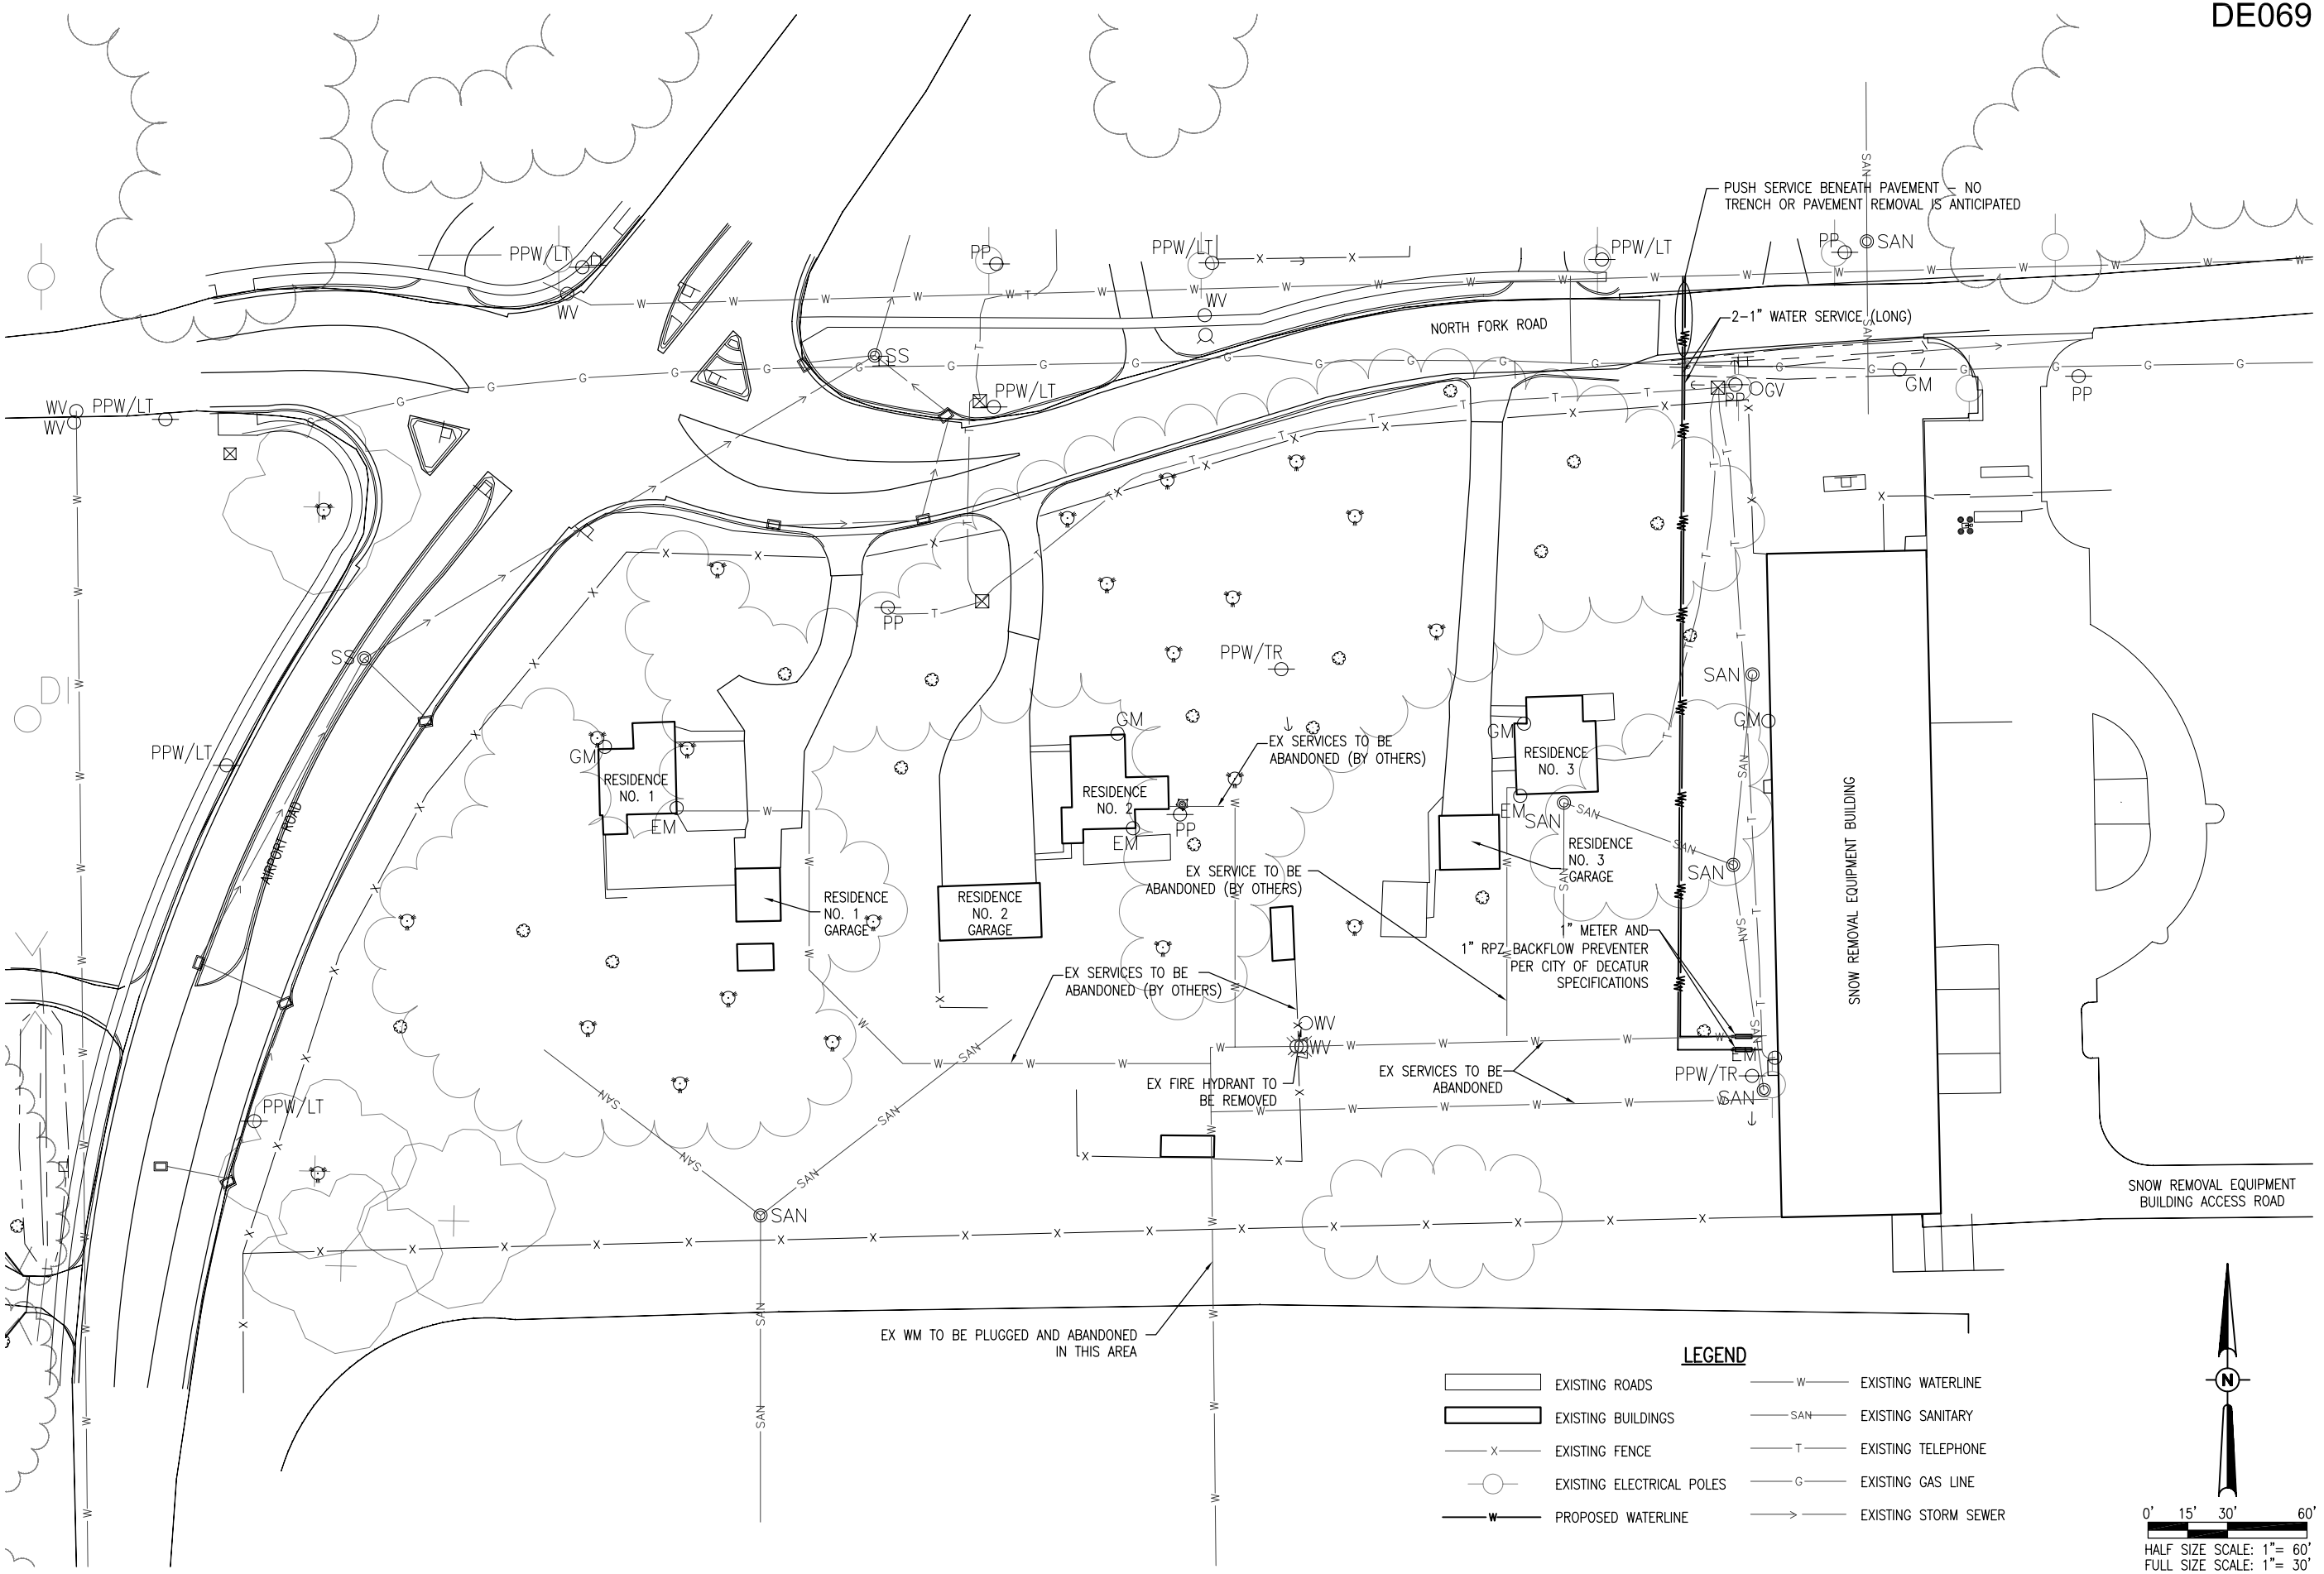 DE069
PUSH SERVICE BENEATH PAVEMENT - NO
TRENCH OR PAVEMENT REMOVAL IS ANTICIPATED
SAN
PPW/LT
PP
PPW/LT
PPW/LT
PP
SAN
WV
WV
2-1" WATER SERVICE (LONG)
NORTH FORK ROAD
SS
PPW/LT
GM
GV
PP
PP
WV
PPW/LT
WV
PP
SS
PPW/TR
SAN
DI
PPW/LT
GM
GM
GM
GM
EX SERVICES TO BE
ABANDONED (BY OTHERS)
RESIDENCE
NO. 1
RESIDENCE
NO. 2
RESIDENCE
NO. 3
EM
EM
PP
EM
SAN
AIRPORT ROAD
RESIDENCE
NO. 3
GARAGE
SAN
EX SERVICE TO BE
ABANDONED (BY OTHERS)
RESIDENCE
NO. 1
GARAGE
RESIDENCE
NO. 2
GARAGE
SNOW REMOVAL EQUIPMENT BUILDING
1" METER AND
1" RPZ BACKFLOW PREVENTER
PER CITY OF DECATUR
SPECIFICATIONS
EX SERVICES TO BE
ABANDONED (BY OTHERS)
WV
WV
EM
PPW/TR
SAN
EX FIRE HYDRANT TO
BE REMOVED
EX SERVICES TO BE
ABANDONED
PPW/LT
SAN
SNOW REMOVAL EQUIPMENT
BUILDING ACCESS ROAD
EX WM TO BE PLUGGED AND ABANDONED
IN THIS AREA
LEGEND
EXISTING ROADS
EXISTING BUILDINGS
X EXISTING FENCE
EXISTING ELECTRICAL POLES
W PROPOSED WATERLINE
W EXISTING WATERLINE
SAN EXISTING SANITARY
T EXISTING TELEPHONE
G EXISTING GAS LINE
EXISTING STORM SEWER
N
0' 15' 30' 60'
HALF SIZE SCALE: 1"= 60'
FULL SIZE SCALE: 1"= 30'